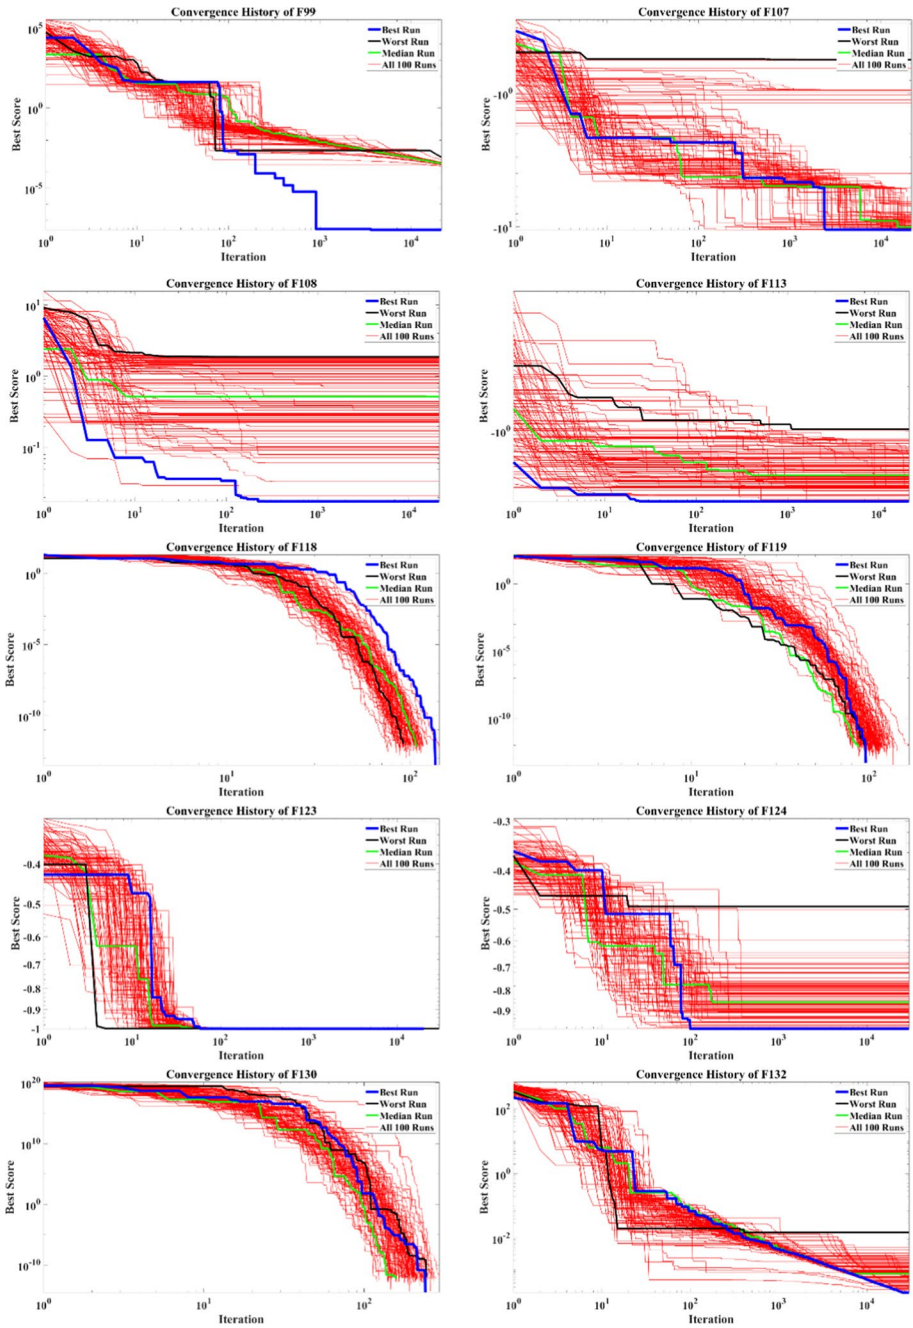 Convergence History of F99
Best Run
Worst Run
Median Run
All 100 Runs
Best Score
10^5
10^0
10^-5
10^0 10^1 10^2 10^3 10^4
Iteration
Convergence History of F107
Best Run
Worst Run
Median Run
All 100 Runs
Best Score
-10^0
-10^1
10^0 10^1 10^2 10^3 10^4
Iteration
Convergence History of F108
Best Run
Worst Run
Median Run
All 100 Runs
Best Score
10^1
10^0
10^-1
10^0 10^1 10^2 10^3 10^4
Iteration
Convergence History of F113
Best Run
Worst Run
Median Run
All 100 Runs
Best Score
-10^0
10^0 10^1 10^2 10^3 10^4
Iteration
Convergence History of F118
Best Run
Worst Run
Median Run
All 100 Runs
Best Score
10^0
10^-5
10^-10
10^0 10^1 10^2
Iteration
Convergence History of F119
Best Run
Worst Run
Median Run
All 100 Runs
Best Score
10^0
10^-5
10^-10
10^0 10^1 10^2
Iteration
Convergence History of F123
Best Run
Worst Run
Median Run
All 100 Runs
Best Score
-0.4
-0.5
-0.6
-0.7
-0.8
-0.9
-1
10^0 10^1 10^2 10^3 10^4
Iteration
Convergence History of F124
Best Run
Worst Run
Median Run
All 100 Runs
Best Score
-0.3
-0.4
-0.5
-0.6
-0.7
-0.8
-0.9
10^0 10^1 10^2 10^3 10^4
Iteration
Convergence History of F130
Best Run
Worst Run
Median Run
All 100 Runs
Best Score
10^20
10^10
10^0
10^-10
10^0 10^1 10^2
Iteration
Convergence History of F132
Best Run
Worst Run
Median Run
All 100 Runs
Best Score
10^2
10^0
10^-2
10^0 10^1 10^2 10^3 10^4
Iteration